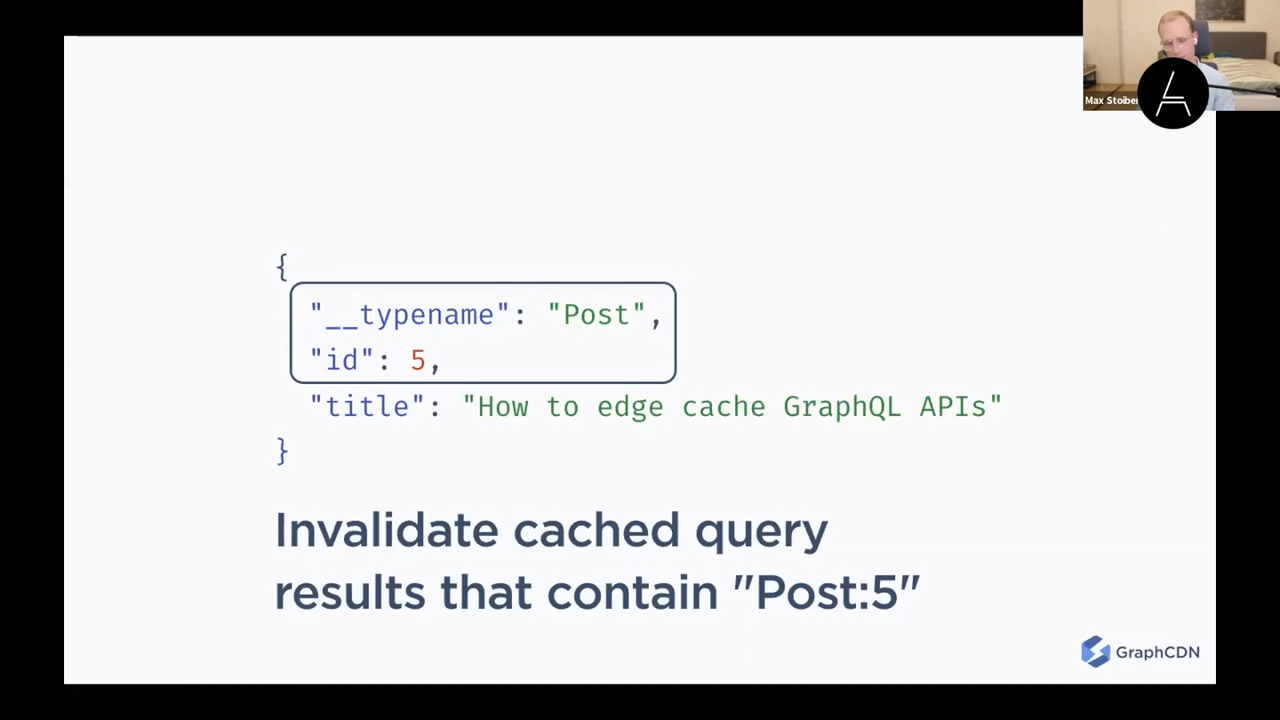 Max Stoiber
{
"__typename": "Post",
"id": 5,
"title": "How to edge cache GraphQL APIs"
}
Invalidate cached query
results that contain "Post:5"
GraphCDN